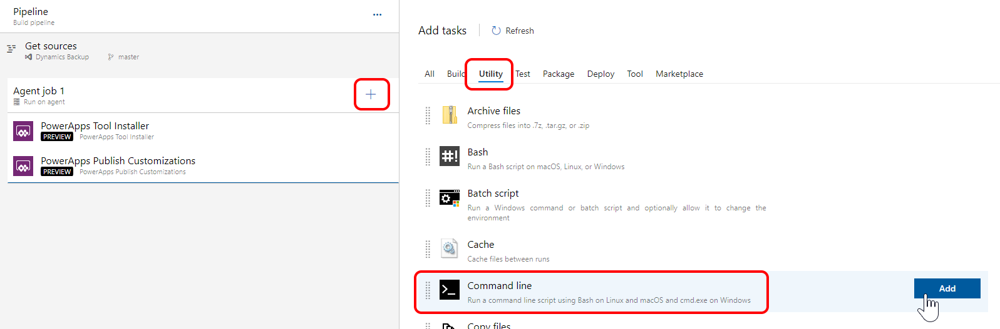 Pipeline
Build pipeline
...
Get sources
Dynamics Backup master
Agent job 1
Run on agent
PowerApps Tool Installer
PREVIEW PowerApps Tool Installer
PowerApps Publish Customizations
PREVIEW PowerApps Publish Customizations
Add tasks Refresh
All Build Utility Test Package Deploy Tool Marketplace
Archive files
Compress files into .7z, .tar.gz, or .zip
#!
Bash
Run a Bash script on macOS, Linux, or Windows
Batch script
Run a Windows command or batch script and optionally allow it to change the
environment
Cache
Cache files between runs
>_
Command line
Run a command line script using Bash on Linux and macOS and cmd.exe on Windows
Add
Copy files